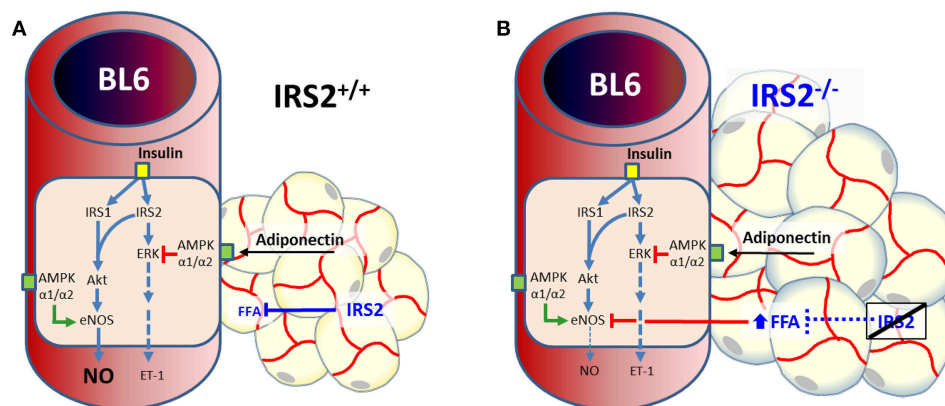 A
BL6
IRS2+/+
Insulin
IRS1
IRS2
ERK
AMPK
α1/α2
Adiponectin
AMPK
α1/α2
Akt
eNOS
FFA
IRS2
NO
ET-1
B
BL6
IRS2-/-
Insulin
IRS1
IRS2
ERK
AMPK
α1/α2
Adiponectin
AMPK
α1/α2
Akt
eNOS
FFA
IRS2
NO
ET-1